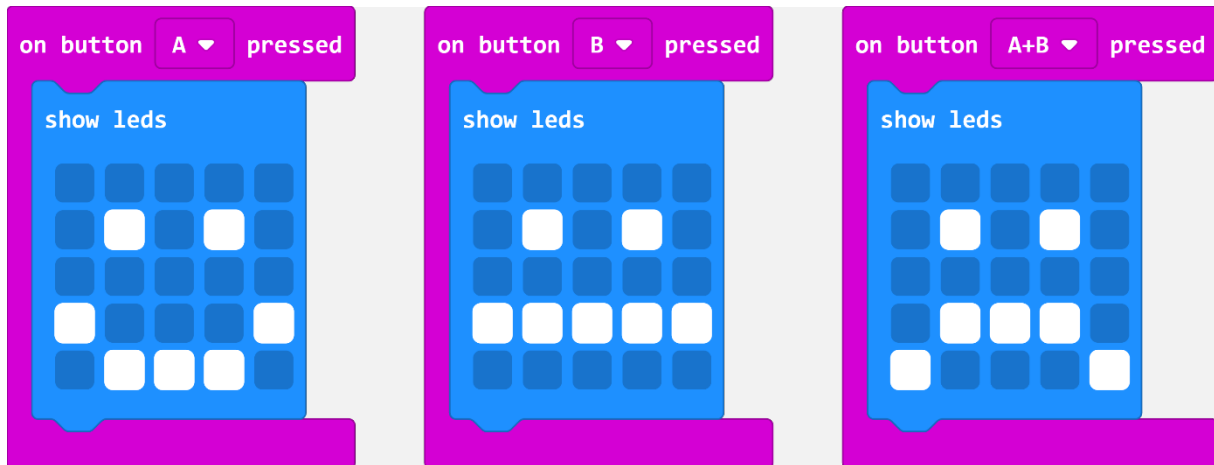 on button A pressed
show leds
on button B pressed
show leds
on button A+B pressed
show leds